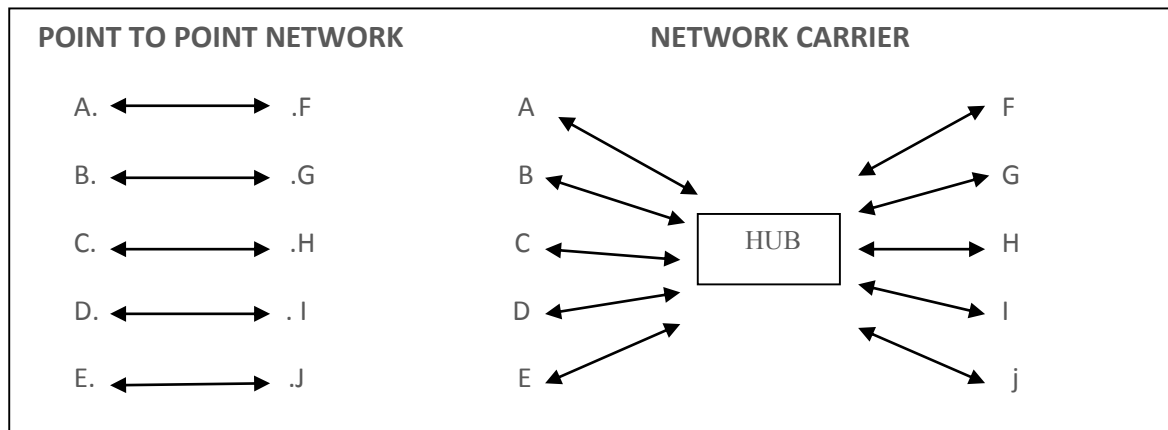 POINT TO POINT NETWORK NETWORK CARRIER
A. .F A F
B. .G B G
C. .H C HUB H
D. . I D I
E. .J E j